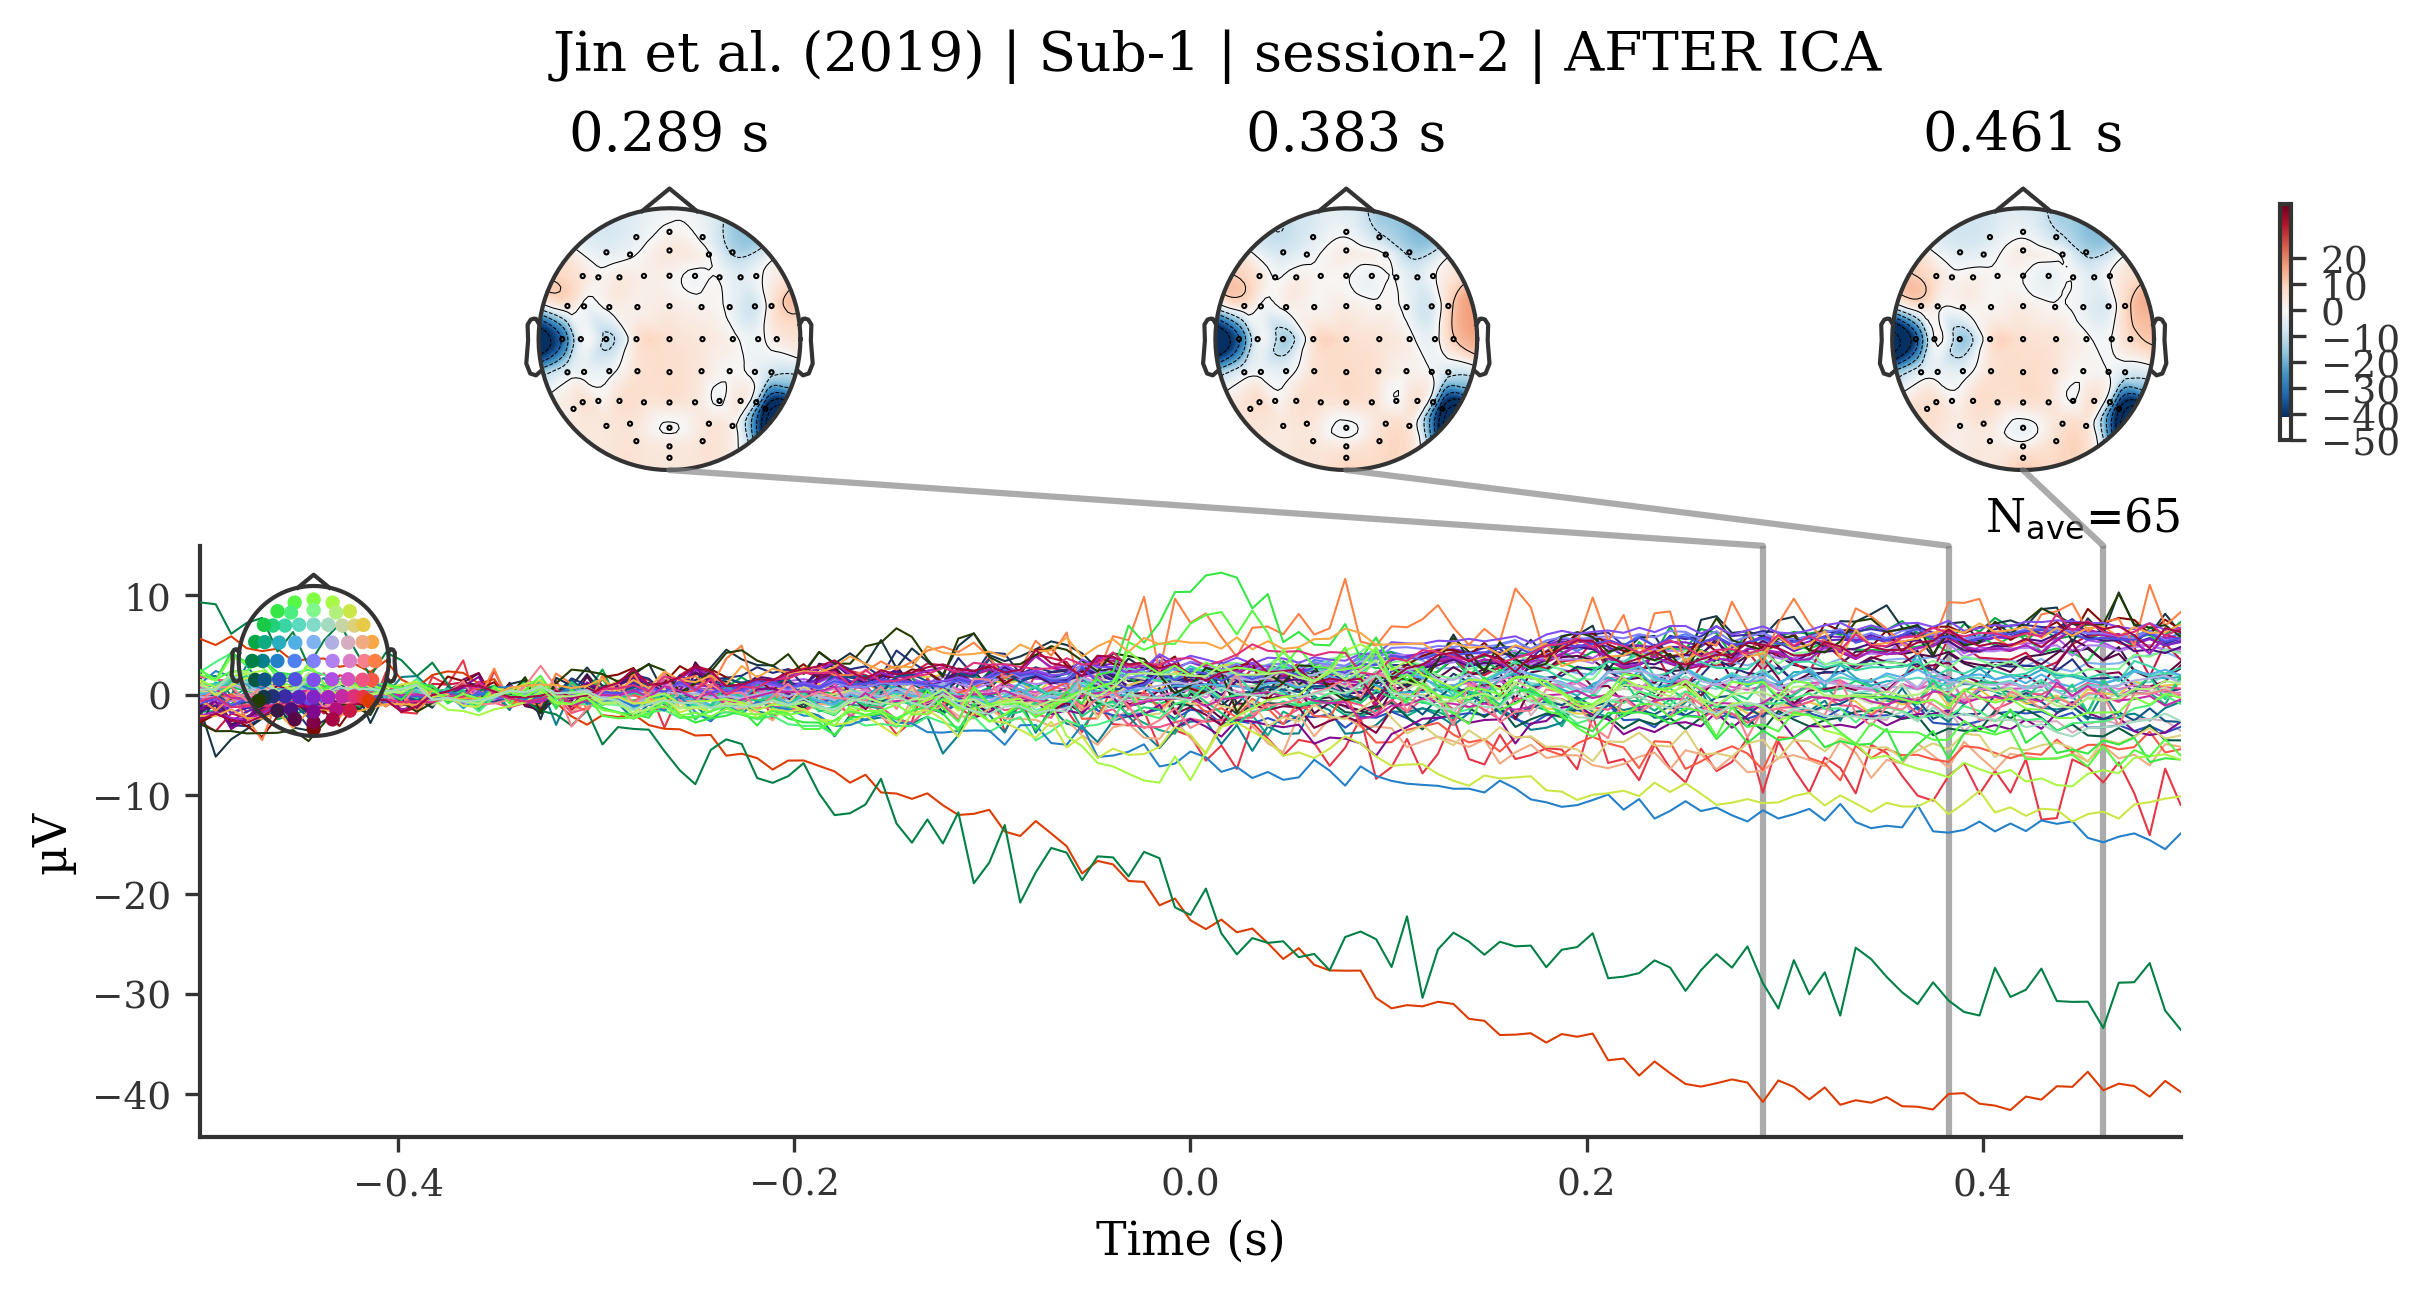 Jin et al. (2019) | Sub-1 | session-2 | AFTER ICA
0.289 s
0.383 s
0.461 s
20
10
0
−10
−20
−30
−40
−50
Nave=65
10
0
−10
−20
−30
−40
µV
−0.4
−0.2
0.0
0.2
0.4
Time (s)